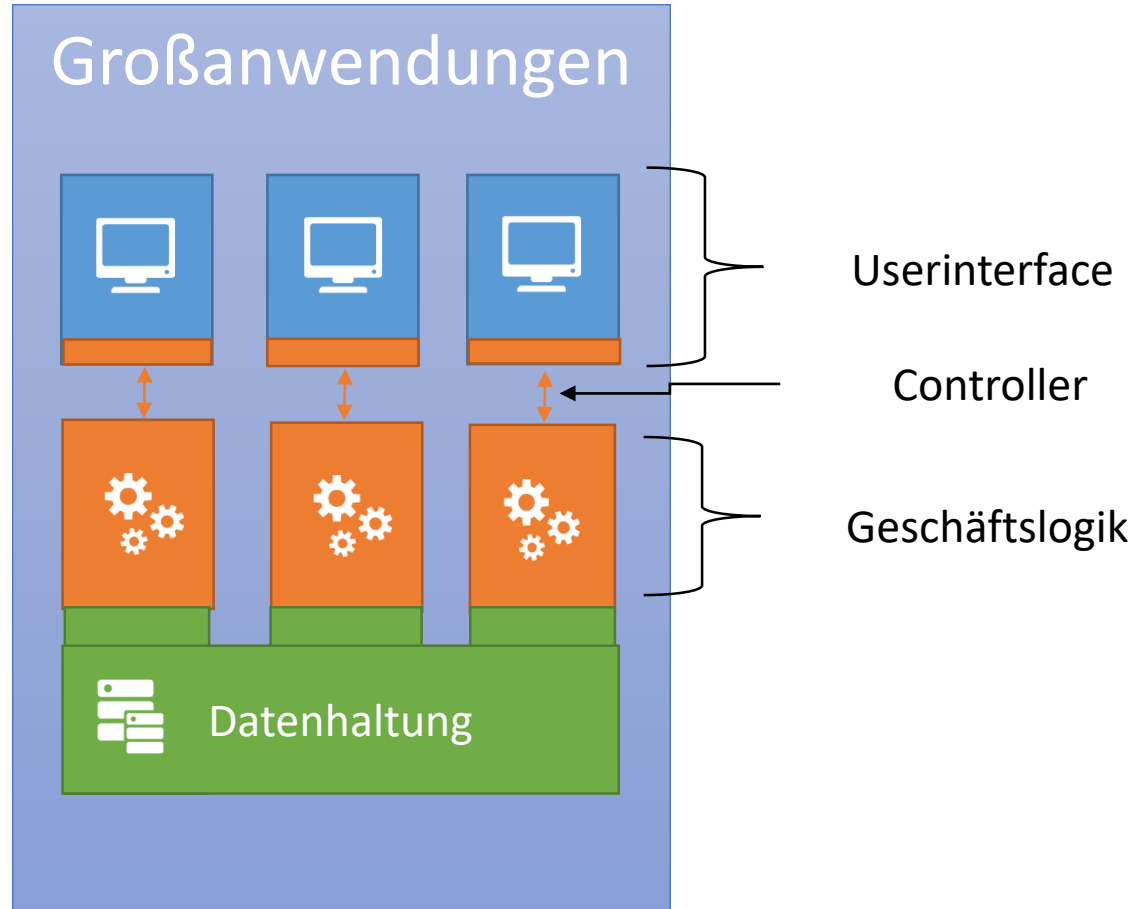 Großanwendungen
Userinterface
Controller
Geschäftslogik
Datenhaltung